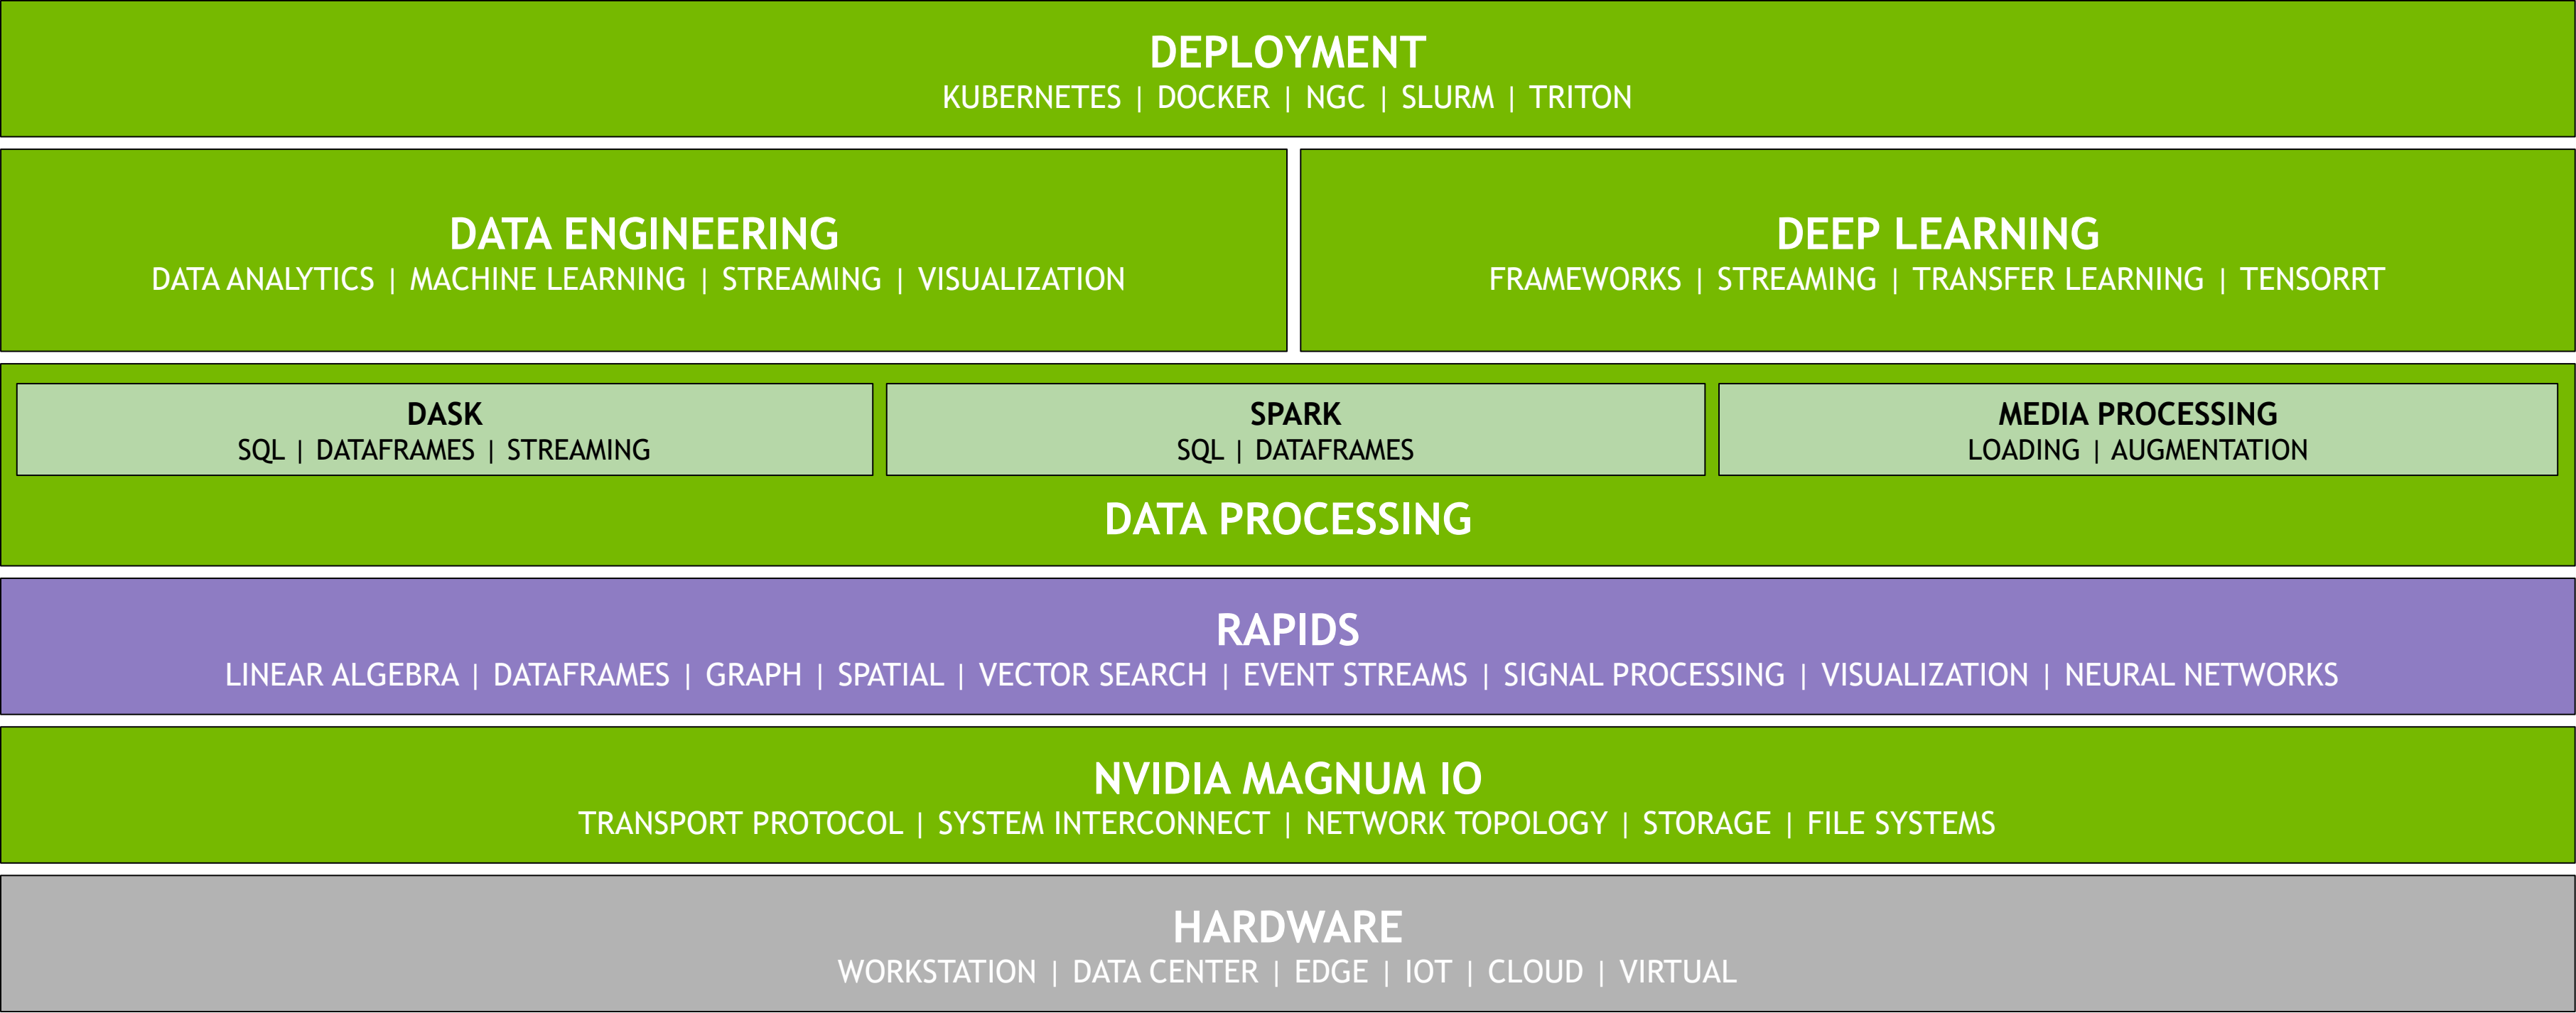 DEPLOYMENT
KUBERNETES | DOCKER | NGC | SLURM | TRITON
DATA ENGINEERING
DATA ANALYTICS | MACHINE LEARNING | STREAMING | VISUALIZATION
DEEP LEARNING
FRAMEWORKS | STREAMING | TRANSFER LEARNING | TENSORRT
DASK
SQL | DATAFRAMES | STREAMING
SPARK
SQL | DATAFRAMES
MEDIA PROCESSING
LOADING | AUGMENTATION
DATA PROCESSING
RAPIDS
LINEAR ALGEBRA | DATAFRAMES | GRAPH | SPATIAL | VECTOR SEARCH | EVENT STREAMS | SIGNAL PROCESSING | VISUALIZATION | NEURAL NETWORKS
NVIDIA MAGNUM IO
TRANSPORT PROTOCOL | SYSTEM INTERCONNECT | NETWORK TOPOLOGY | STORAGE | FILE SYSTEMS
HARDWARE
WORKSTATION | DATA CENTER | EDGE | IOT | CLOUD | VIRTUAL